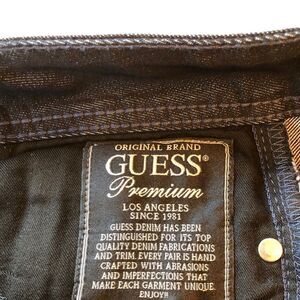 ORIGINAL BRAND
GUESS®
Premium
LOS ANGELES
SINCE 1981
GUESS DENIM HAS BEEN
DISTINGUISHED FOR ITS TOP
QUALITY DENIM FABRICATIONS
AND TRIM. EVERY PAIR IS HAND
CRAFTED WITH ABRASIONS
AND IMPERFECTIONS THAT
MAKE EACH GARMENT UNIQUE.
ENJOY!!